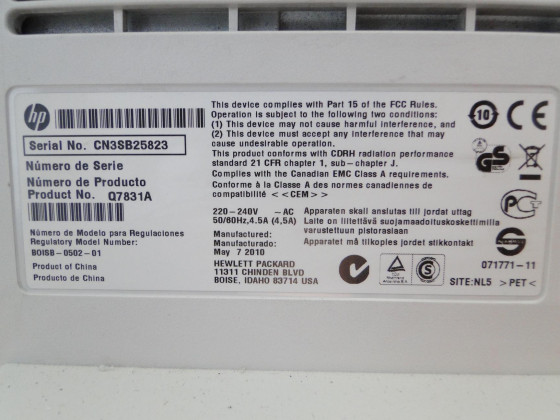 hp
Serial No. CN3SB25823
Número de Serie
Número de Producto
Product No. Q7831A
Número de Modelo para Regulaciones
Regulatory Model Number:
BOISB-0502-01
Product of China
Producto de China
This device complies with Part 15 of the FCC Rules.
Operation is subject to the following two conditions:
(1) This device may not cause harmful interference, and
(2) This device must accept any interference that may
cause undesirable operation.
This product conforms with CDRH radiation performance
standard 21 CFR chapter 1, sub-chapter J.
Complies with the Canadian EMC Class A requirements.
Conforme à la Classe A des normes canadiennes de
compatibilité <<CEM>>
220-240V ~AC
50/60Hz,4.5A (4,5A)
Apparaten skall anslutas till jordat uttag
Laite on liitettävä suojamaadoituskoskettimilla
varustettuun pistorasiaan
Apparatet må tilkoples jordet stikkontakt
Manufactured:
Manufacturado:
May 7 2010
HEWLETT PACKARD
11311 CHINDEN BLVD
BOISE, IDAHO 83714 USA
10
CE
GS
PC
S
071771-11
SITE:NL5 >PET<